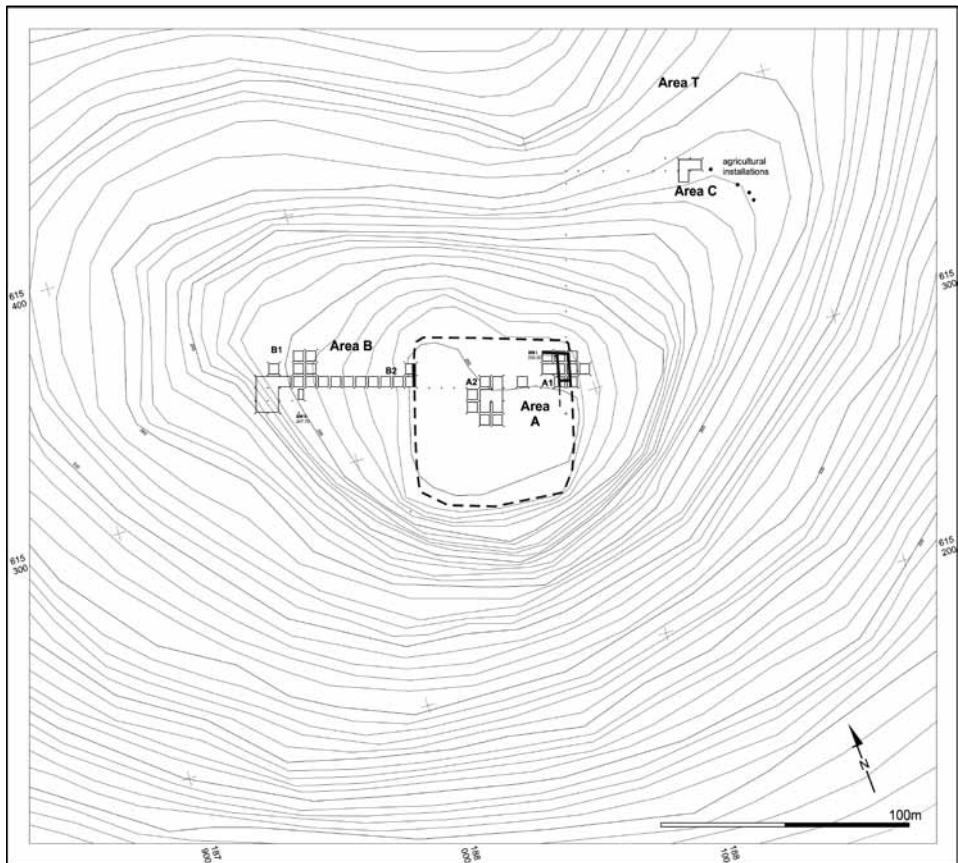 Area T
agricultural
installations
Area C
615
400
615
300
B1
Area B
B2
A2
A1
Area
A
615
300
615
200
N
100m
187
900
188
000
188
100